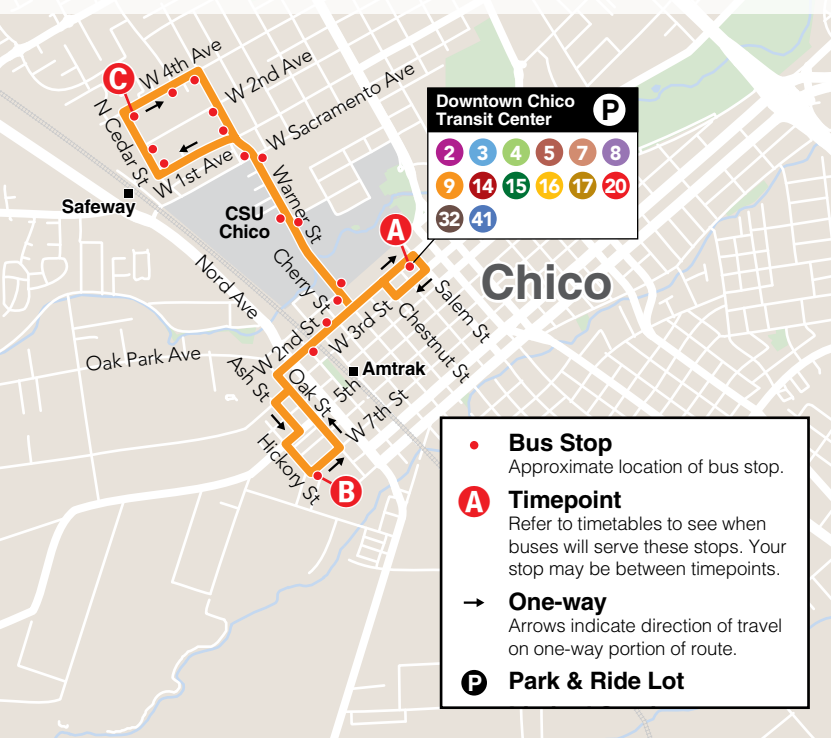 C
W 4th Ave
W 2nd Ave
N Cedar St
W Sacramento Ave
W 1st Ave
Warner St
Safeway
CSU
Chico
Downtown Chico
Transit Center
P
2 3 4 5 7 8
9 14 15 16 17 20
32 41
A
Chico
Cherry St
Nord Ave
Salem St
Chestnut St
W 3rd St
W 2nd St
Oak Park Ave
Amtrak
Ash St
Oak St
5th
W 7th St
Hickory St
B
Bus Stop
Approximate location of bus stop.
A
Timepoint
Refer to timetables to see when
buses will serve these stops. Your
stop may be between timepoints.
One-way
Arrows indicate direction of travel
on one-way portion of route.
P
Park & Ride Lot